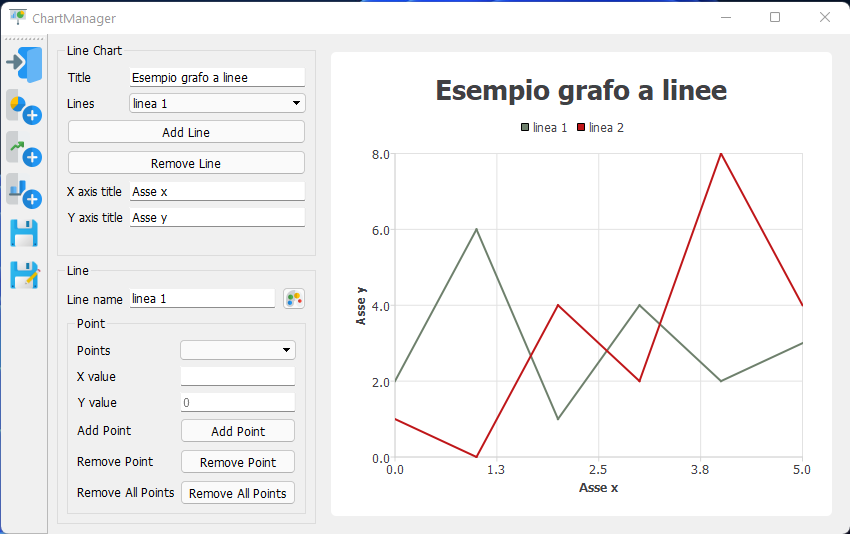 ChartManager
Line Chart
Title
Esempio grafo a linee
Lines
linea 1
Add Line
Remove Line
X axis title
Asse x
Y axis title
Asse y
Line
Line name
linea 1
Point
Points
X value
Y value
0
Add Point
Add Point
Remove Point
Remove Point
Remove All Points
Remove All Points
Esempio grafo a linee
linea 1
linea 2
8.0
6.0
4.0
2.0
0.0
Asse y
0.0
1.3
2.5
3.8
5.0
Asse x